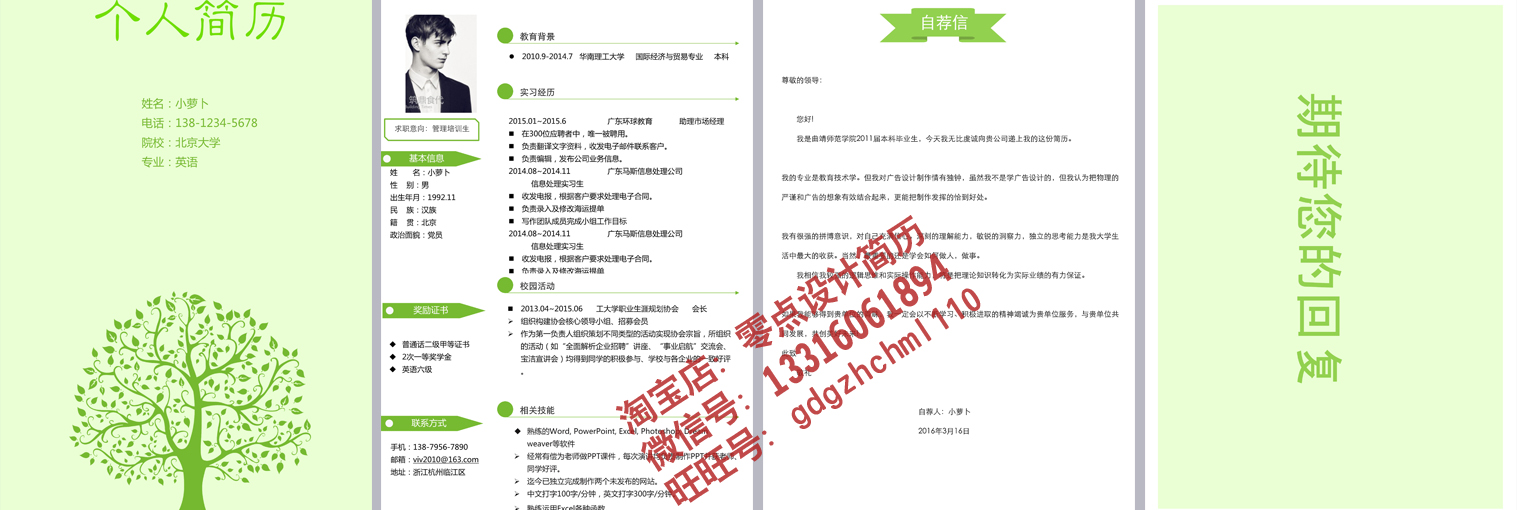 个人简历
姓名：小萝卜
电话：138-1234-5678
院校：北京大学
专业：英语
求职意向：管理培训生
基本信息
姓 名：小萝卜
性 别：男
出生年月：1992.11
民 族：汉族
籍 贯：北京
政治面貌：党员
奖励证书
普通话二级甲等证书
2次一等奖学金
英语六级
联系方式
手机：138-7956-7890
邮箱：yiv2010@163.com
地址：浙江杭州临江区
教育背景
2010.9-2014.7 华南理工大学 国际经济与贸易专业 本科
实习经历
2015.01~2015.6 广东环球教育 助理市场经理
在300位应聘者中，唯一被聘用。
负责翻译文字资料，收发电子邮件联系客户。
负责编辑，发布公司业务信息。
2014.08~2014.11 广东马斯信息处理公司
信息处理实习生
收发电报，根据客户要求处理电子合同。
负责录入及修改海运提单
写作团队成员完成小组工作目标
2014.08~2014.11 广东马斯信息处理公司
信息处理实习生
收发电报，根据客户要求处理电子合同。
负责录入及修改海运提单
校园活动
2013.04~2015.06 工大学职业生涯规划协会 会长
组织构建协会核心领导小组、招募会员
作为第一负责人组织策划不同类型的活动实现协会宗旨，所组织
的活动（如“全面解析企业招聘”讲座、“事业启航”交流会、
宝洁宣讲会）均得到同学的积极参与、学校与各企业的一致好评
。
相关技能
熟练的Word, PowerPoint, Excel, Photoshop, Dream
weaver等软件
经常有偿为老师做PPT课件，每次演讲
同学好评。
迄今已独立完成制作两个未发布的网站。
中文打字100字/分钟，英文打字300字/分钟
熟练运用Excel各种函数
自荐信
尊敬的领导：
您好!
我是曲靖师范学院2011届本科毕业生，今天我无比虔诚向贵公司递上我的这份简历。
我的专业是教育技术学。但我对广告设计制作情有独钟，虽然我不是学广告设计的，但我认为把物理的
严谨和广告的想象有效结合起来，更能把制作发挥的恰到好处。
我有很强的拼博意识，对自己充满信心。深刻的理解能力，敏锐的洞察力，独立的思考能力是我大学生
活中最大的收获。当然，还是学会如何做人，做事。
我相信我较强的逻辑思维和实际操作能力，将是把理论知识转化为实际业绩的有力保证。
如果我能够得到贵单位的，我一定会以不断学习、积极进取的精神竭诚为贵单位服务，与贵单位共
同发展，共创美好未来!
此致
敬礼
自荐人：小萝卜
2016年3月16日
淘宝店：零点设计简历
微信号：13316061894
旺旺号：gdgzhchml110
期待您的回复